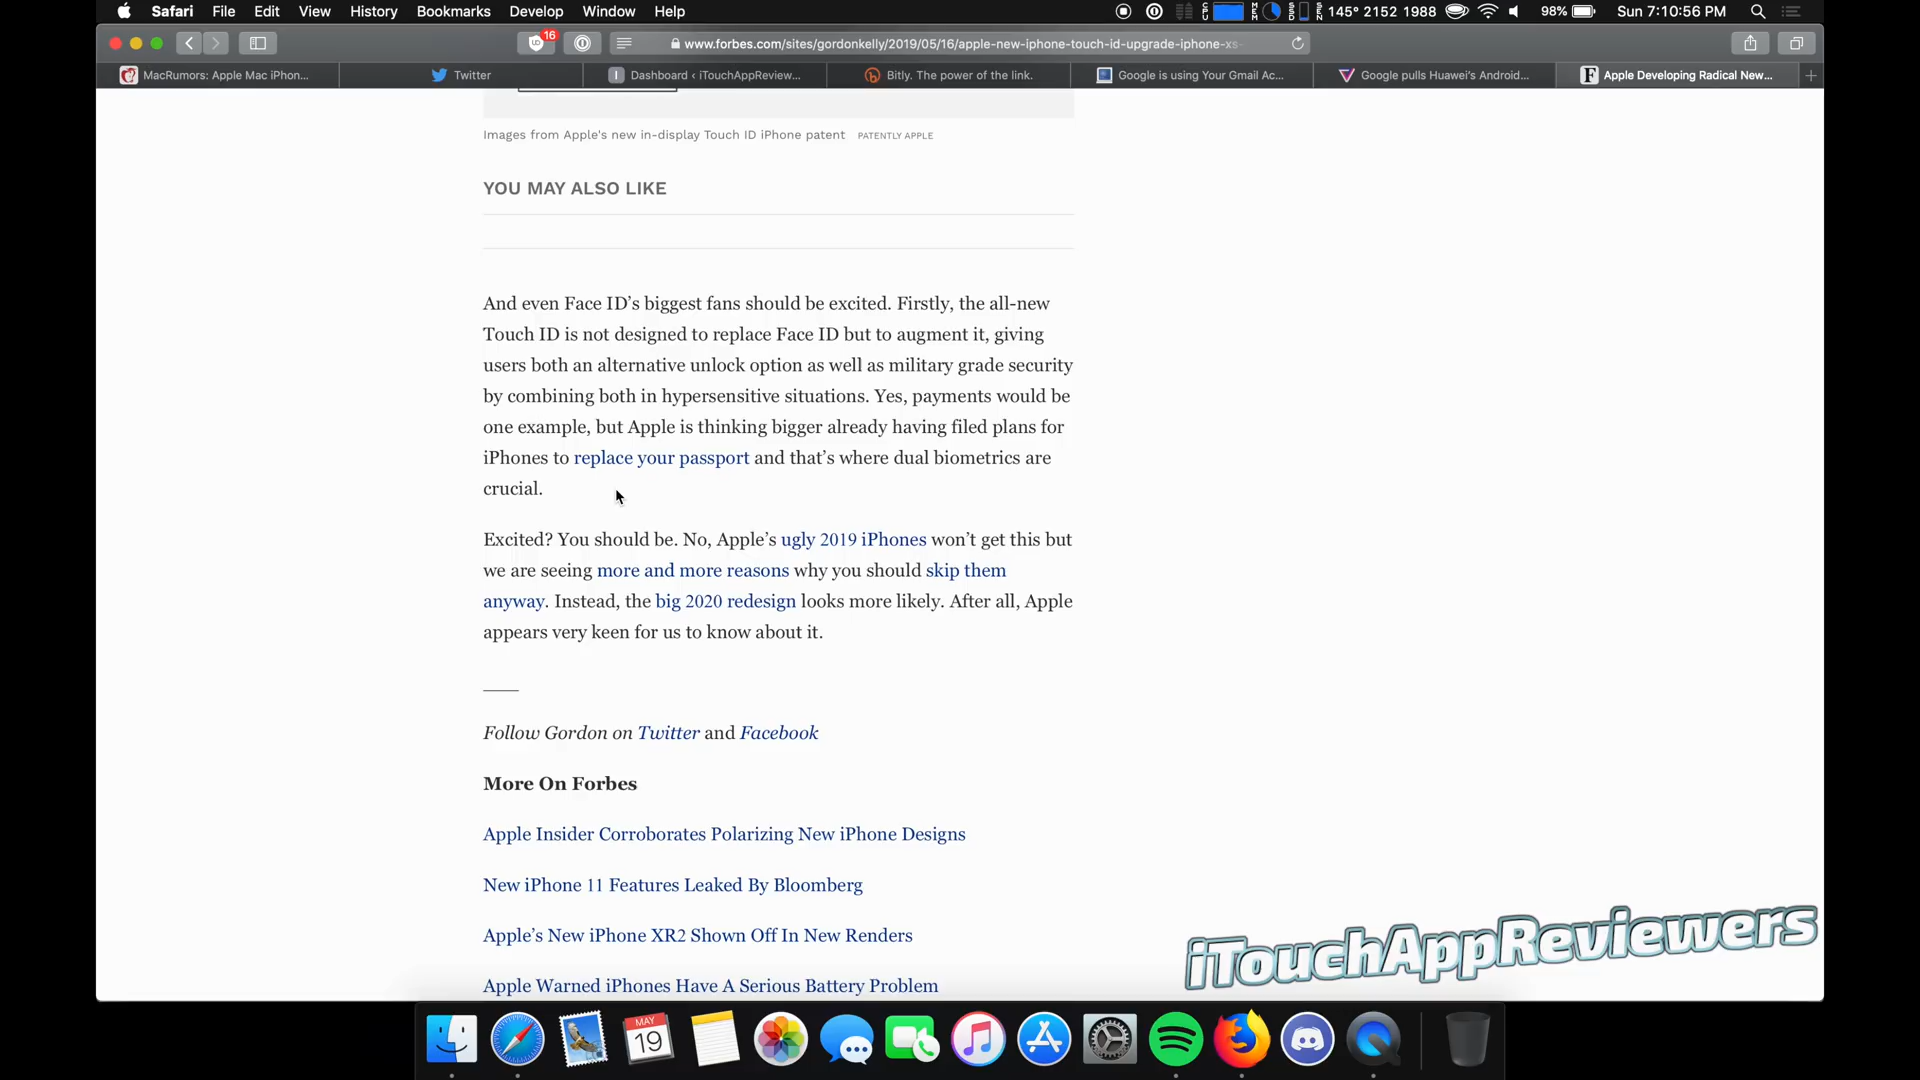 Safari File Edit View History Bookmarks Develop Window Help 145° 2152 1988 98% Sun 7:10:56 PM
16 www.forbes.com/sites/gordonkelly/2019/05/16/apple-new-iphone-touch-id-upgrade-iphone-xs-
MacRumors: Apple Mac iPhon... Twitter Dashboard ‹ iTouchAppReview... Bitly. The power of the link. Google is using Your Gmail Ac... Google pulls Huawei's Android... Apple Developing Radical New...
Images from Apple's new in-display Touch ID iPhone patent PATENTLY APPLE
YOU MAY ALSO LIKE
And even Face ID’s biggest fans should be excited. Firstly, the all-new
Touch ID is not designed to replace Face ID but to augment it, giving
users both an alternative unlock option as well as military grade security
by combining both in hypersensitive situations. Yes, payments would be
one example, but Apple is thinking bigger already having filed plans for
iPhones to replace your passport and that’s where dual biometrics are
crucial.
Excited? You should be. No, Apple’s ugly 2019 iPhones won’t get this but
we are seeing more and more reasons why you should skip them
anyway. Instead, the big 2020 redesign looks more likely. After all, Apple
appears very keen for us to know about it.
Follow Gordon on Twitter and Facebook
More On Forbes
Apple Insider Corroborates Polarizing New iPhone Designs
New iPhone 11 Features Leaked By Bloomberg
Apple’s New iPhone XR2 Shown Off In New Renders
Apple Warned iPhones Have A Serious Battery Problem
iTouchAppReviewers
MAY
19